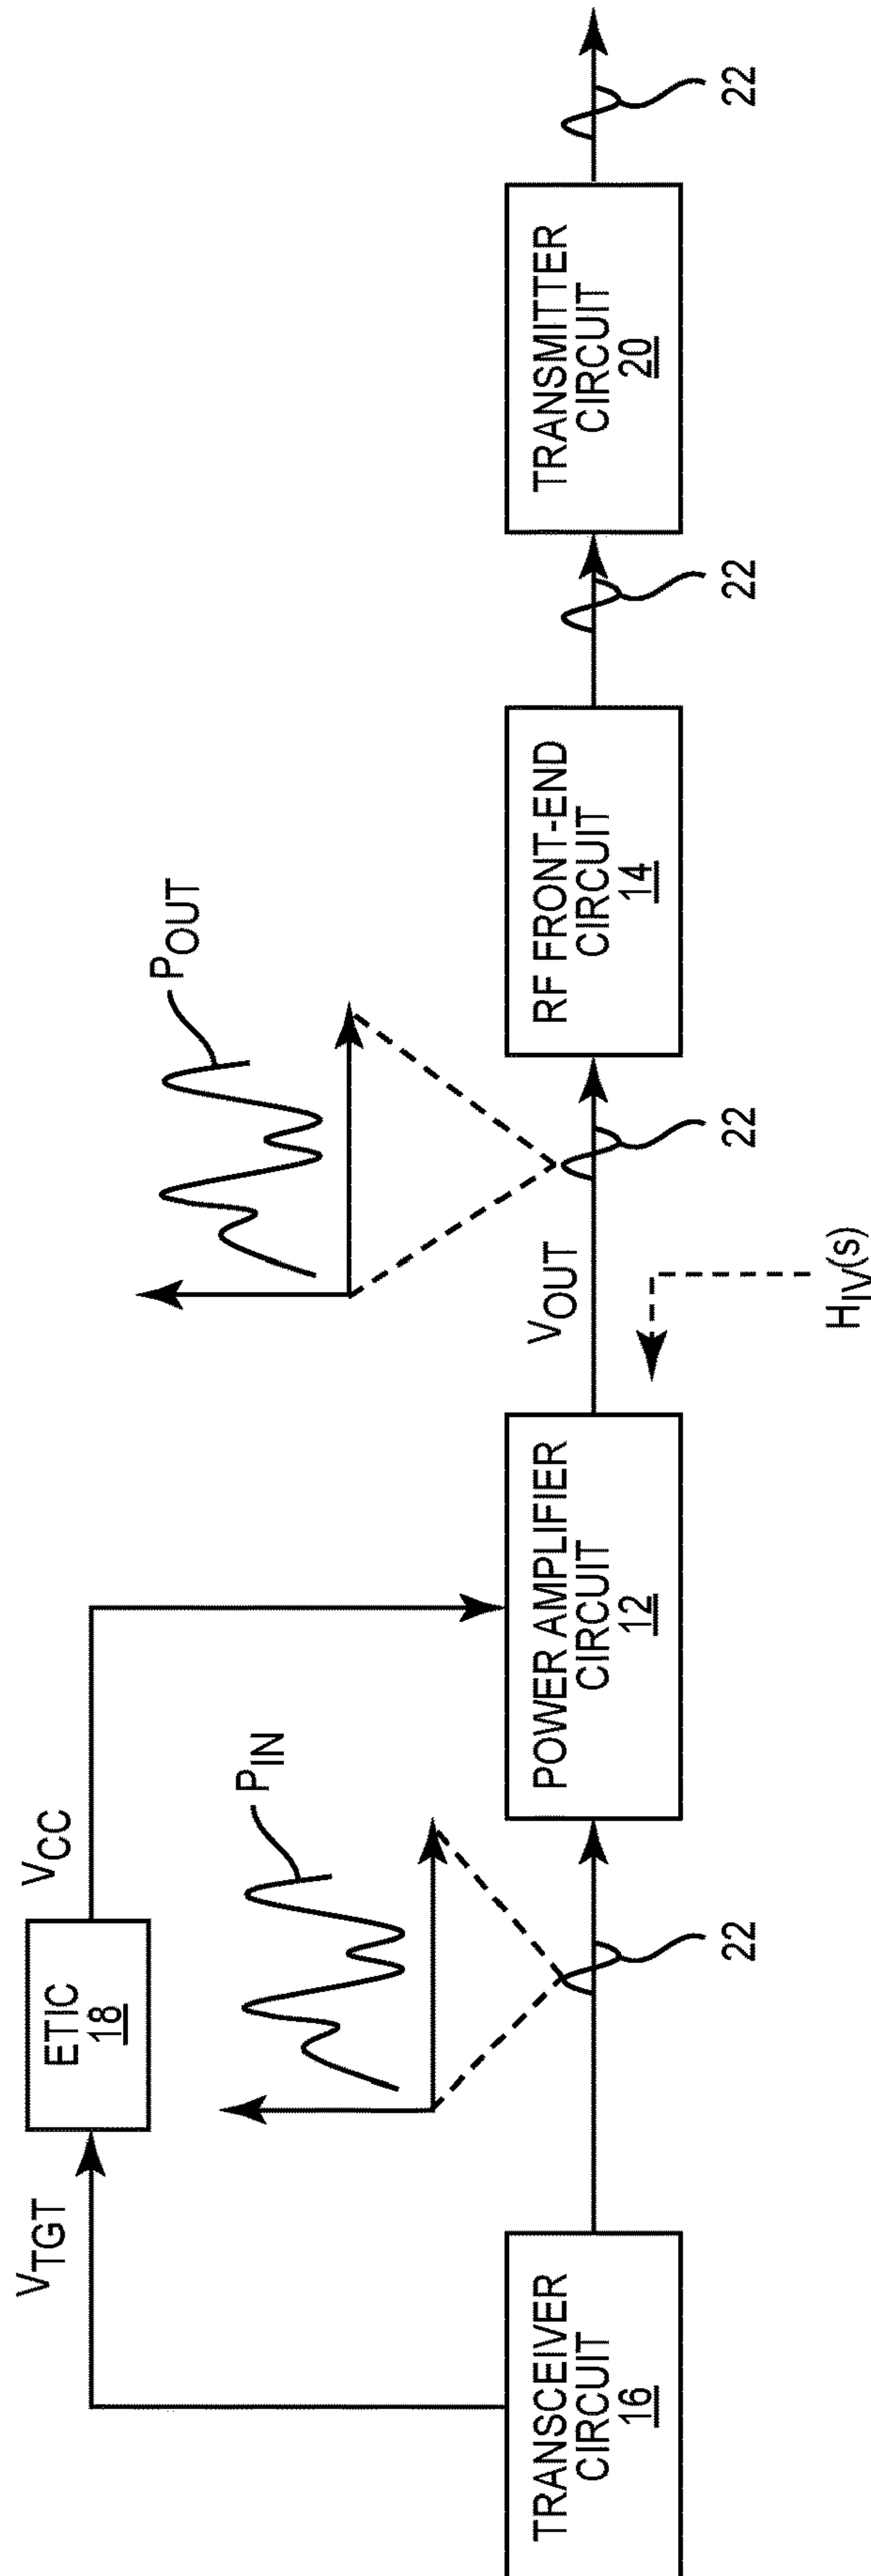 V_TGT
ETIC
18
V_CC
P_IN
P_OUT
TRANSCEIVER
CIRCUIT
16
22
POWER AMPLIFIER
CIRCUIT
12
V_OUT
H_IV(s)
22
RF FRONT-END
CIRCUIT
14
22
TRANSMITTER
CIRCUIT
20
22